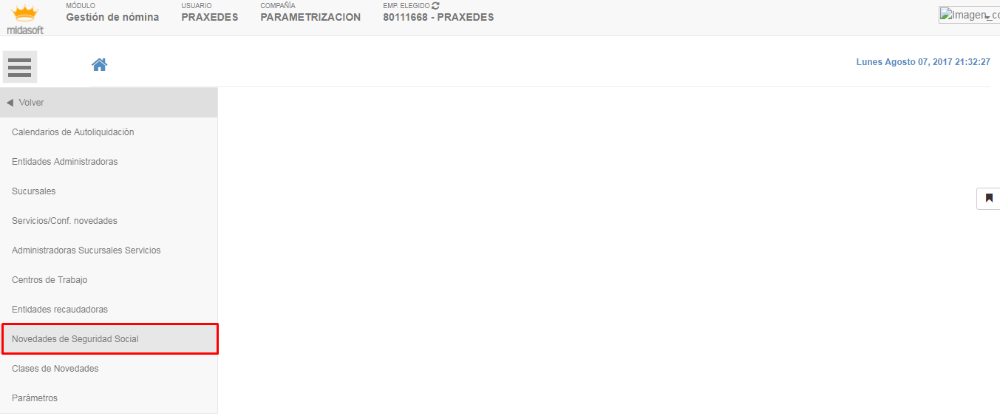 midasoft
MÓDULO
Gestión de nómina
USUARIO
PRAXEDES
COMPAÑÍA
PARAMETRIZACION
EMP. ELEGIDO
80111668 - PRAXEDES
Imagen_co
Lunes Agosto 07, 2017 21:32:27
Volver
Calendarios de Autoliquidación
Entidades Administradoras
Sucursales
Servicios/Conf. novedades
Administradoras Sucursales Servicios
Centros de Trabajo
Entidades recaudadoras
Novedades de Seguridad Social
Clases de Novedades
Parámetros